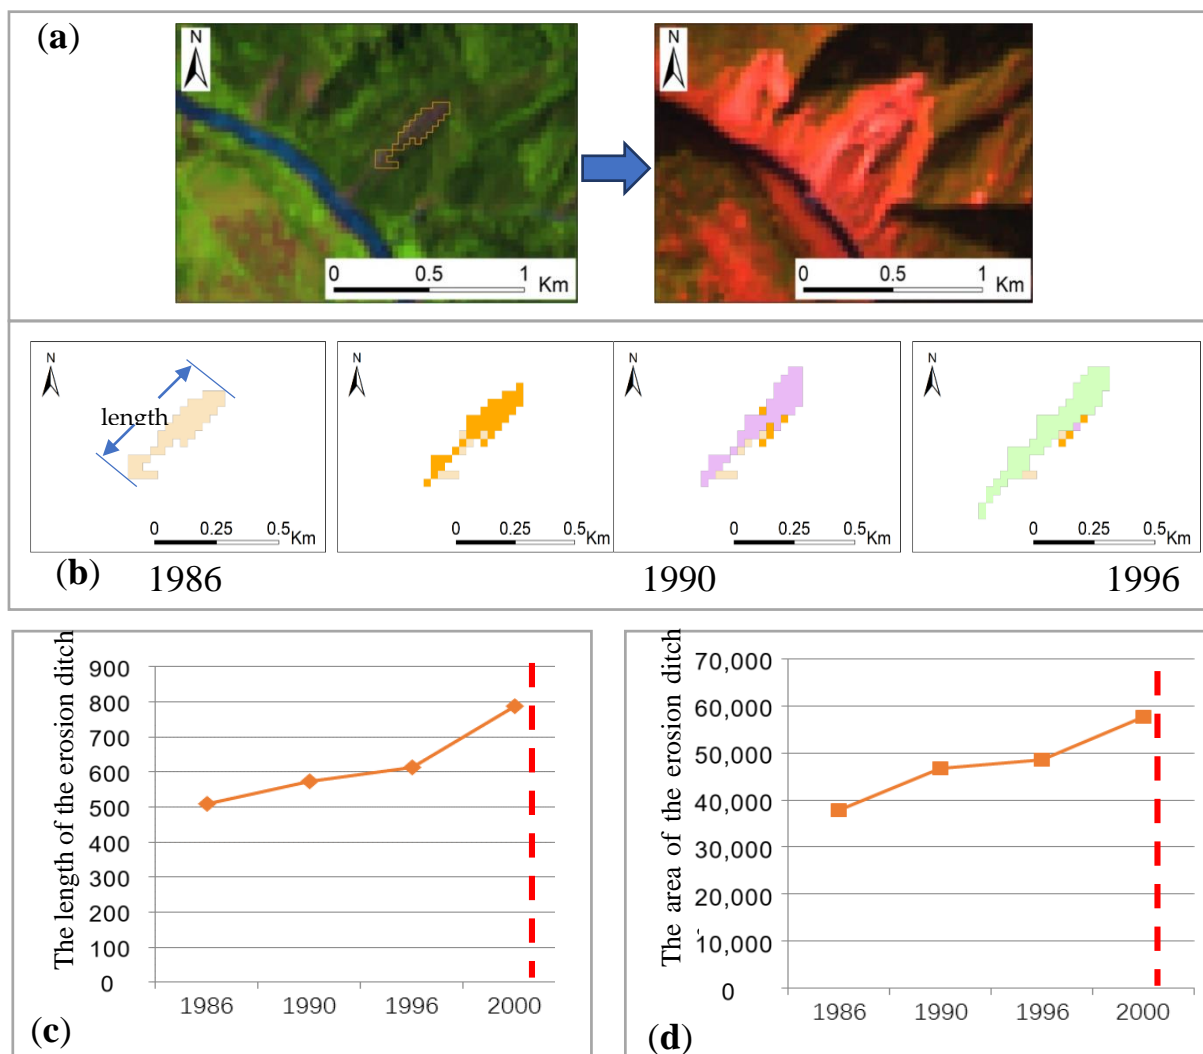 (a)
N
0 0.5 1 Km
N
0 0.5 1 Km
N
length
0 0.25 0.5 Km
N
0 0.25 0.5 Km
N
0 0.25 0.5 Km
N
0 0.25 0.5 Km
(b)
1986
1990
1996
The length of the erosion ditch
900
800
700
600
500
400
300
200
100
0
1986 1990 1996 2000
(c)
The area of the erosion ditch
70,000
60,000
50,000
40,000
30,000
20,000
10,000
0
1986 1990 1996 2000
(d)